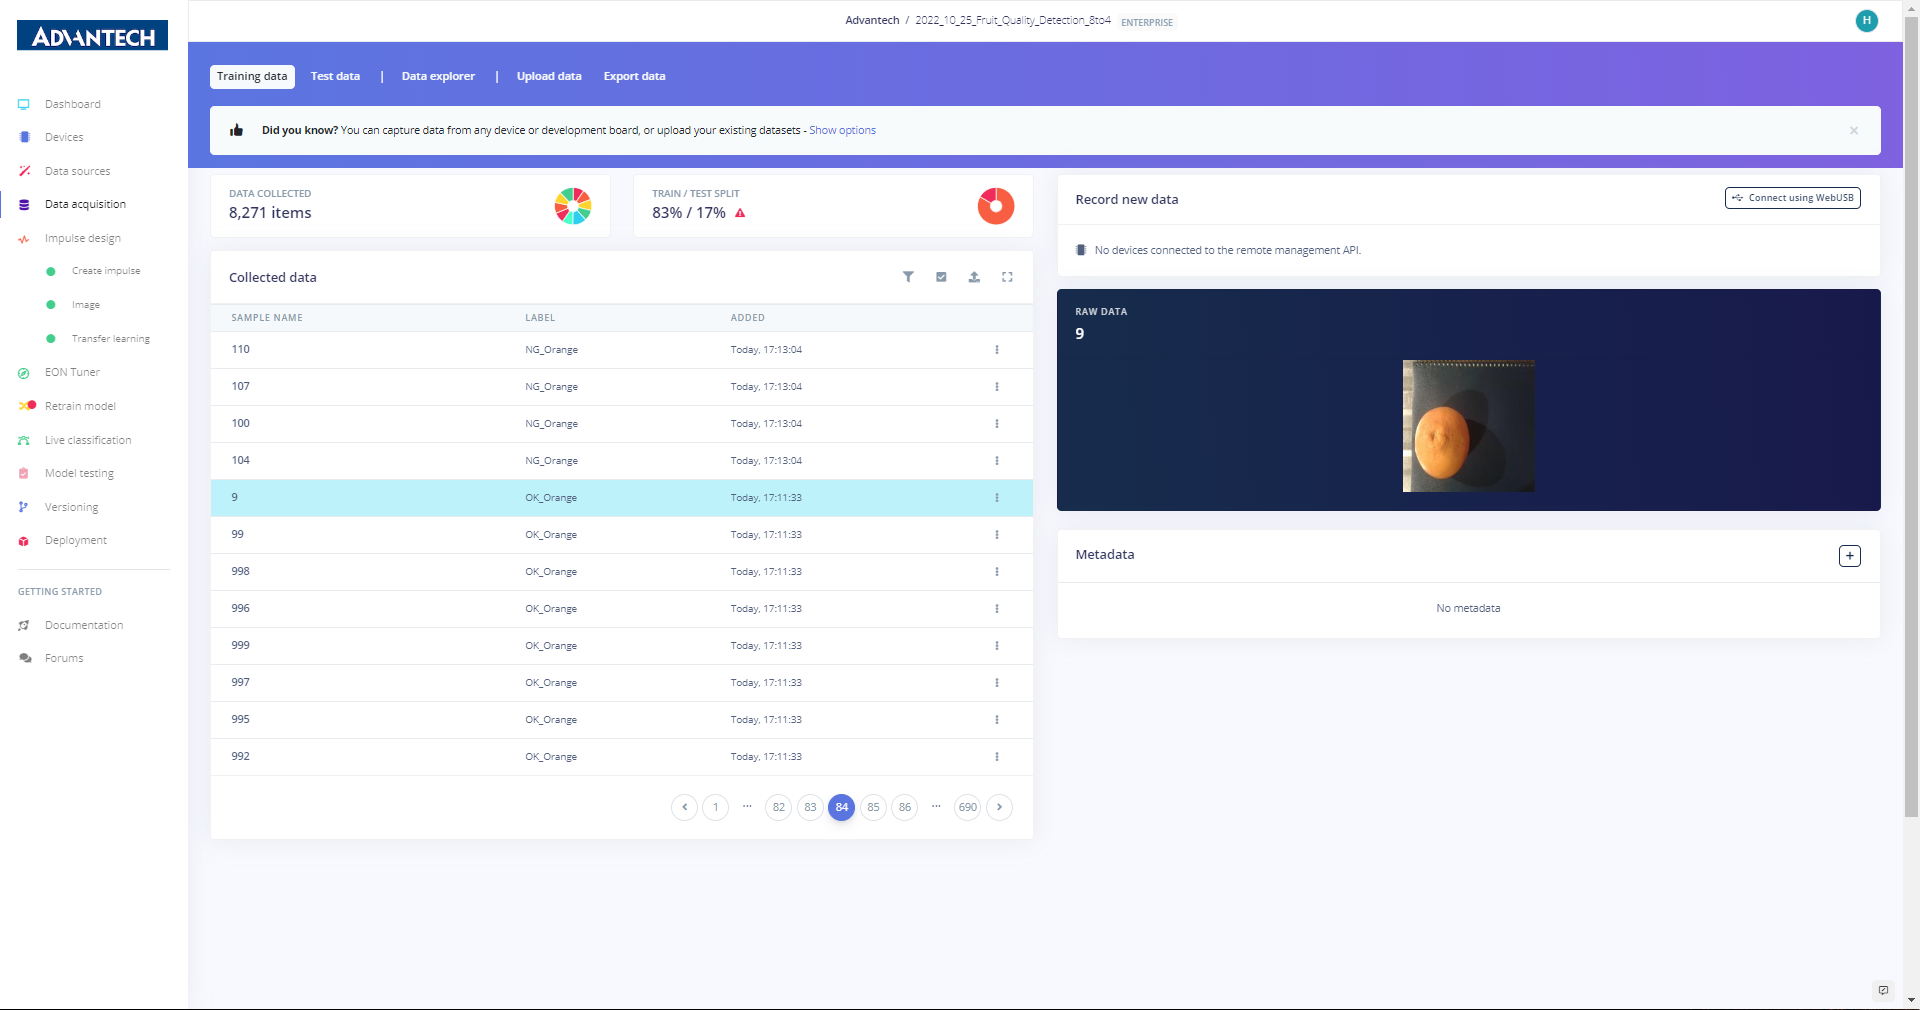 Advantech / 2022_10_25_Fruit_Quality_Detection_8to4 ENTERPRISE
H
ADVANTECH
Dashboard
Devices
Data sources
Data acquisition
Impulse design
Create impulse
Image
Transfer learning
EON Tuner
Retrain model
Live classification
Model testing
Versioning
Deployment
GETTING STARTED
Documentation
Forums
Training data Test data | Data explorer | Upload data Export data
Did you know? You can capture data from any device or development board, or upload your existing datasets - Show options
DATA COLLECTED
8,271 items
TRAIN / TEST SPLIT
83% / 17%
Collected data
SAMPLE NAME LABEL ADDED
110 NG_Orange Today, 17:13:04
107 NG_Orange Today, 17:13:04
100 NG_Orange Today, 17:13:04
104 NG_Orange Today, 17:13:04
9 OK_Orange Today, 17:11:33
99 OK_Orange Today, 17:11:33
998 OK_Orange Today, 17:11:33
996 OK_Orange Today, 17:11:33
999 OK_Orange Today, 17:11:33
997 OK_Orange Today, 17:11:33
995 OK_Orange Today, 17:11:33
992 OK_Orange Today, 17:11:33
1 ... 82 83 84 85 86 ... 690
Record new data
Connect using WebUSB
No devices connected to the remote management API.
RAW DATA
9
Metadata
No metadata